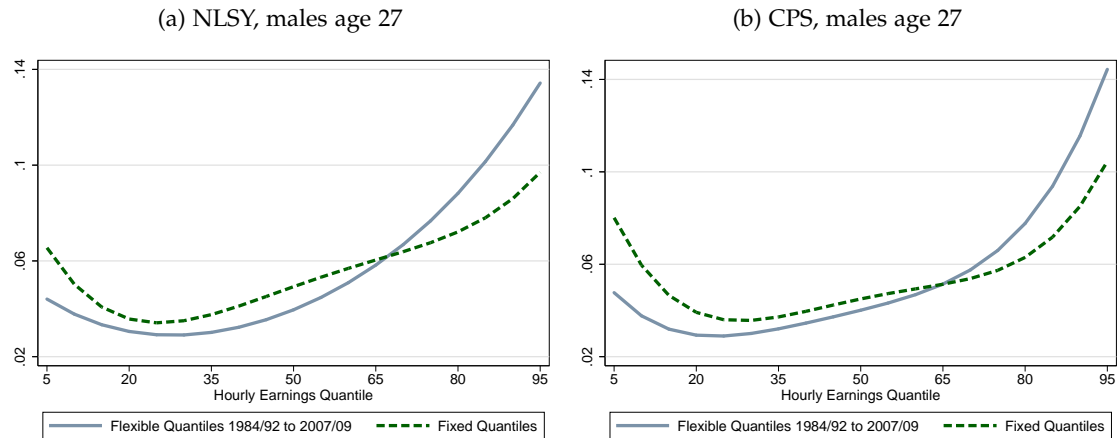 (a) NLSY, males age 27
.14
.1
.06
.02
5 20 35 50 65 80 95
Hourly Earnings Quantile
Flexible Quantiles 1984/92 to 2007/09 Fixed Quantiles
(b) CPS, males age 27
.14
.1
.06
.02
5 20 35 50 65 80 95
Hourly Earnings Quantile
Flexible Quantiles 1984/92 to 2007/09 Fixed Quantiles